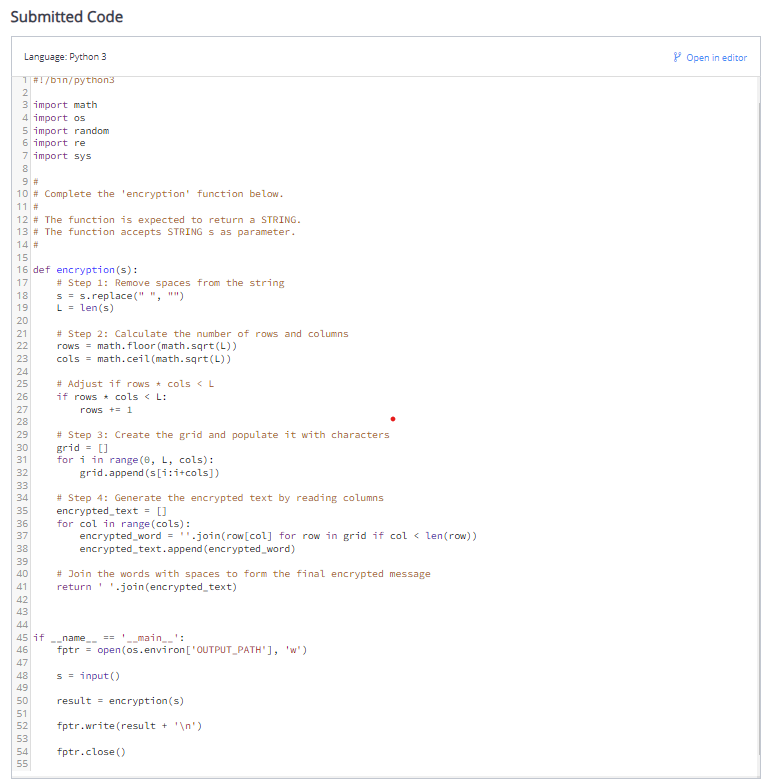 Submitted Code
Language: Python 3
Open in editor
1 #!/bin/python3
2
3 import math
4 import os
5 import random
6 import re
7 import sys
8
9 #
10 # Complete the 'encryption' function below.
11 #
12 # The function is expected to return a STRING.
13 # The function accepts STRING s as parameter.
14 #
15
16 def encryption(s):
17     # Step 1: Remove spaces from the string
18     s = s.replace(" ", "")
19     L = len(s)
20
21     # Step 2: Calculate the number of rows and columns
22     rows = math.floor(math.sqrt(L))
23     cols = math.ceil(math.sqrt(L))
24
25     # Adjust if rows * cols < L
26     if rows * cols < L:
27         rows += 1
28
29     # Step 3: Create the grid and populate it with characters
30     grid = []
31     for i in range(0, L, cols):
32         grid.append(s[i:i+cols])
33
34     # Step 4: Generate the encrypted text by reading columns
35     encrypted_text = []
36     for col in range(cols):
37         encrypted_word = ''.join(row[col] for row in grid if col < len(row))
38         encrypted_text.append(encrypted_word)
39
40     # Join the words with spaces to form the final encrypted message
41     return ' '.join(encrypted_text)
42
43
44
45 if __name__ == '__main__':
46     fptr = open(os.environ['OUTPUT_PATH'], 'w')
47
48     s = input()
49
50     result = encryption(s)
51
52     fptr.write(result + '\n')
53
54     fptr.close()
55